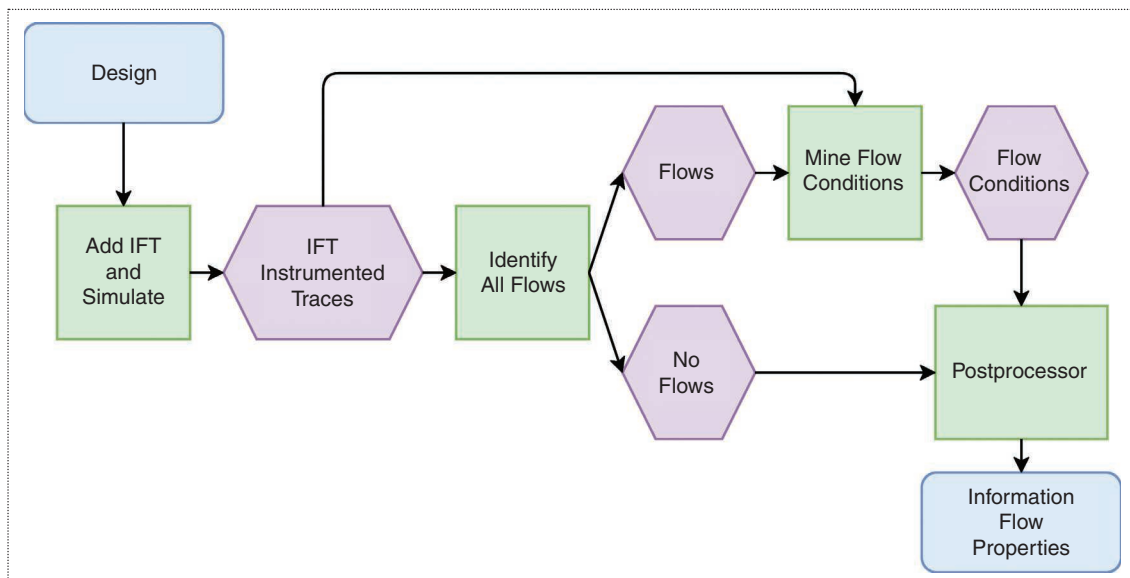 Design
Add IFT
and
Simulate
IFT
Instrumented
Traces
Identify
All Flows
Flows
No
Flows
Mine Flow
Conditions
Flow
Conditions
Postprocessor
Information
Flow
Properties